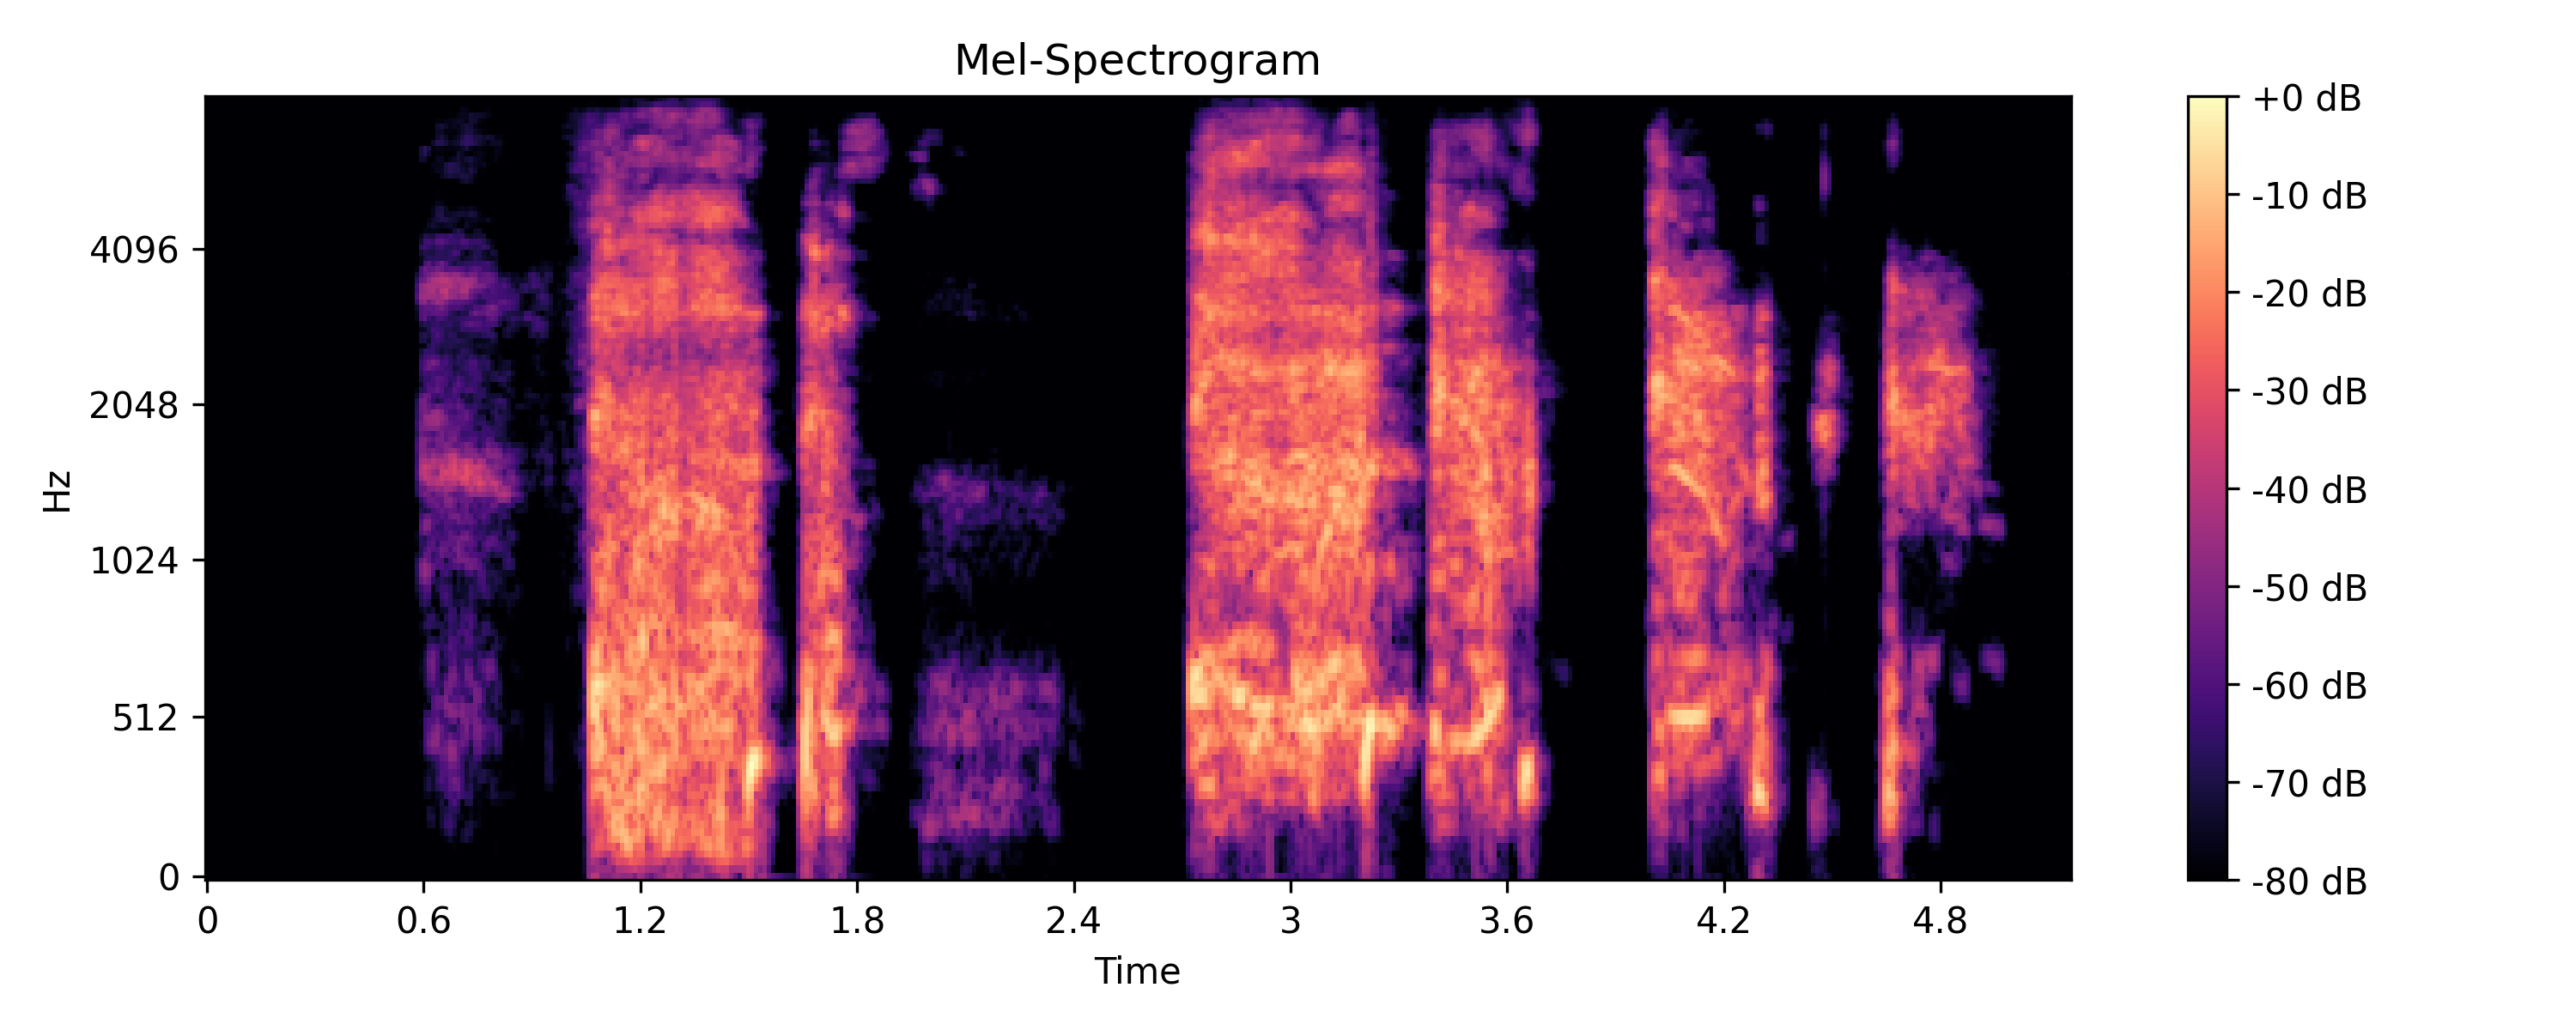 Mel-Spectrogram
+0 dB
-10 dB
-20 dB
-30 dB
-40 dB
-50 dB
-60 dB
-70 dB
-80 dB
Hz
4096
2048
1024
512
0
0 0.6 1.2 1.8 2.4 3 3.6 4.2 4.8
Time